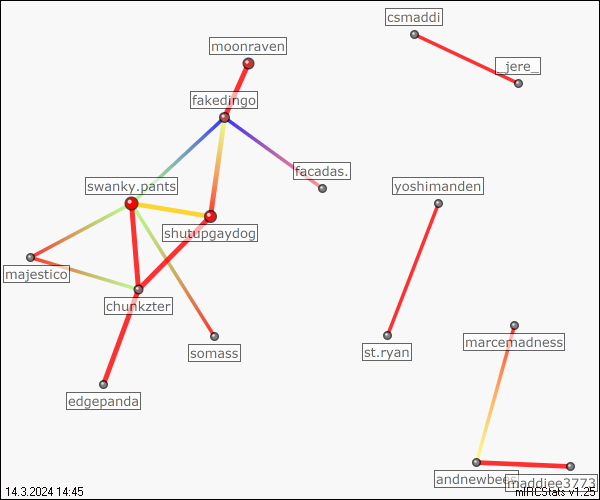 csmaddi
moonraven
_jere_
fakedingo
facadas.
swanky.pants
yoshimanden
shutupgaydog
majestico
chunkzter
marcemadness
somass
st.ryan
edgepanda
andnewbees
maddiee3773
14.3.2024 14:45
mIRCStats v1.25